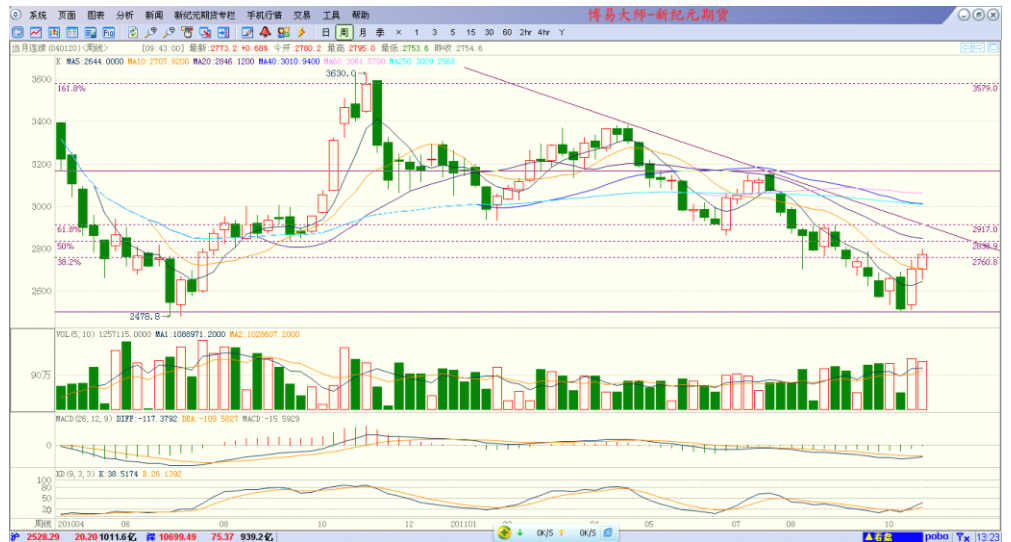 系统 页面 图表 分析 新闻 新纪元期货专栏 手机行情 交易 工具 帮助 博易大师-新纪元期货
日 周 月 季 × 1 3 5 15 30 60 2hr 4hr Y
当月连续(040120)〈周线〉 [09.43:00] 最新:2773.2 +0.68% 今开:2780.2 最高:2795.0 最低:2753.6 昨收:2754.6
K MA5:2644.0000 MA10:2707.8200 MA20:2846.1200 MA40:3010.9400 MA60:3061.5700 MA250:3009.2568
3630.0→
3600
161.8% 3579.0
3400
3200
3000
61.8% 2917.0
2800 50% 2838.9
38.2% 2760.8
2600
2478.8→
VOL(5,10) 1257115.0000 MA1:1088971.2000 MA2:1028607.2000
90万
MACD(26,12,9) DIFF:-117.3792 DEA:-109.5827 MACD:-15.5929
0
KD(9,3,3) K:38.5174 D:26.1392
100
80
50
20
周线 201004 06 08 10 12 201101 05 07 08 10
沪 2528.29 20.20 1011.6亿 深 10699.49 75.37 939.2亿 0K/S 0K/S ▲右盘 pobo 13:23